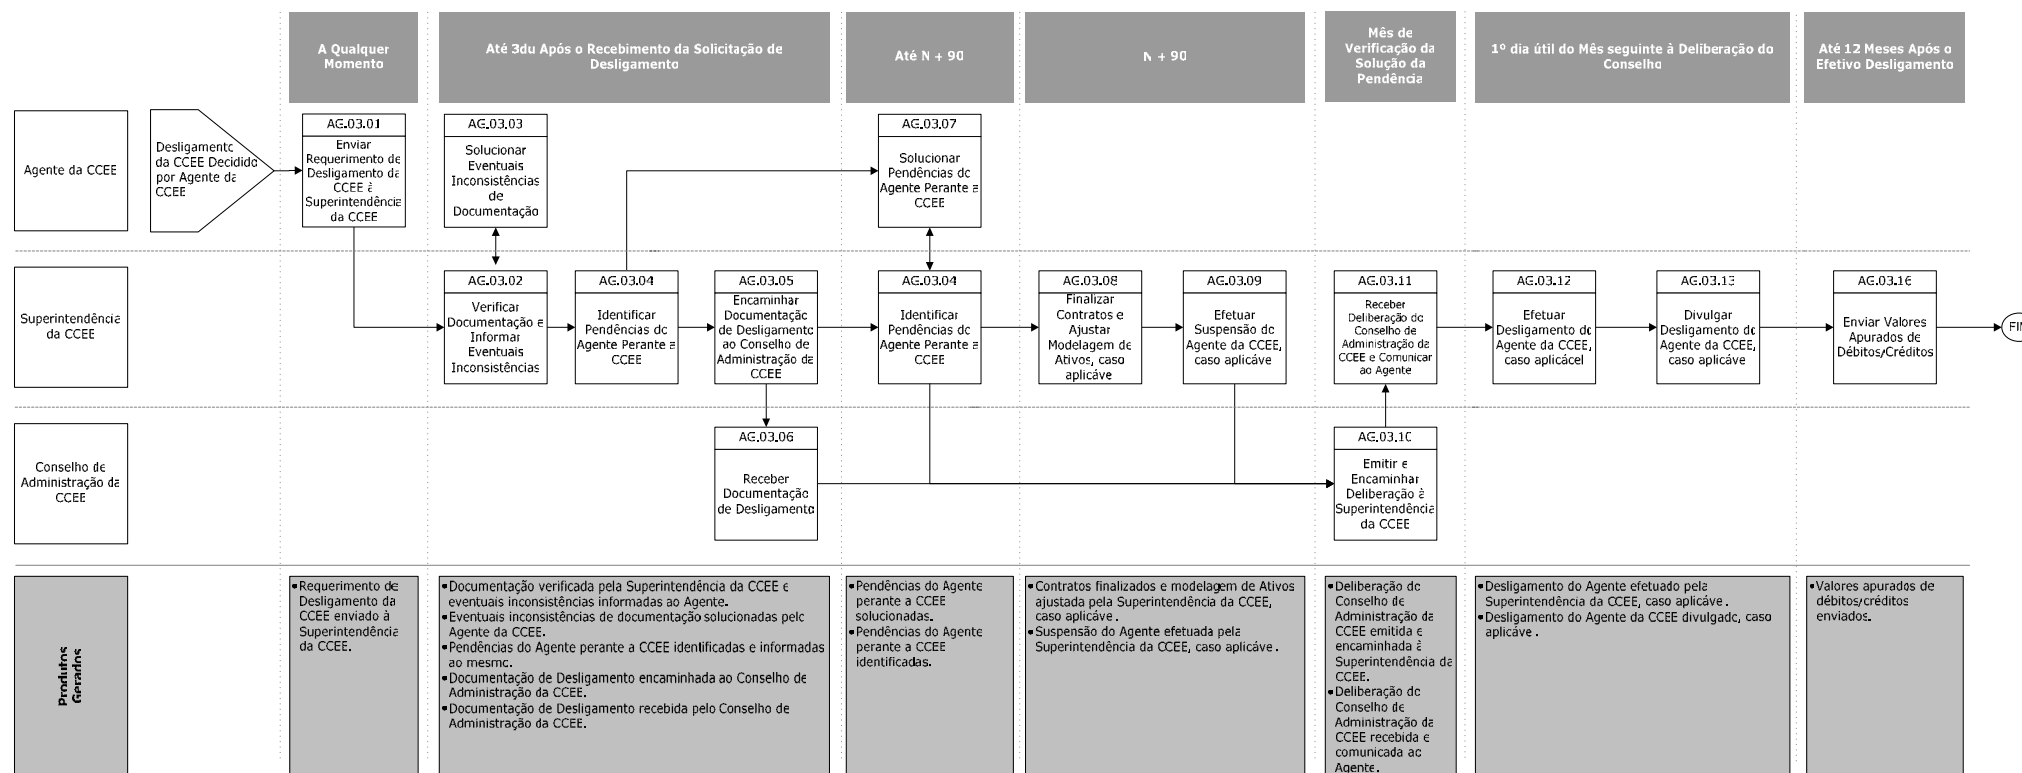 A Qualquer
Momento
Até 3du Após o Recebimento da Solicitação de
Desligamento
Até N + 90
N + 90
Mês de
Verificação da
Solução da
Pendência
1º dia útil do Mês seguinte à Deliberação do
Conselho
Até 12 Meses Após o
Efetivo Desligamento
Agente da CCEE
Desligamento
da CCEE Decidido
por Agente da
CCEE
AG.03.01
Enviar
Requerimento de
Desligamento da
CCEE à
Superintendência
da CCEE
AG.03.03
Solucionar
Eventuais
Inconsistências
de
Documentação
AG.03.07
Solucionar
Pendências do
Agente Perante a
CCEE
Superintendência
da CCEE
AG.03.02
Verificar
Documentação e
Informar
Eventuais
Inconsistências
AG.03.04
Identificar
Pendências do
Agente Perante a
CCEE
AG.03.05
Encaminhar
Documentação
de Desligamento
ao Conselho de
Administração da
CCEE
AG.03.04
Identificar
Pendências do
Agente Perante a
CCEE
AG.03.08
Finalizar
Contratos e
Ajustar
Modelagem de
Ativos, caso
aplicáve
AG.03.09
Efetuar
Suspensão do
Agente da CCEE,
caso aplicáve
AG.03.11
Receber
Deliberação do
Conselho de
Administração da
CCEE e Comunicar
ao Agente
AG.03.12
Efetuar
Desligamento do
Agente da CCEE,
caso aplicácel
AG.03.13
Divulgar
Desligamento do
Agente da CCEE,
caso aplicáve
AG.03.16
Enviar Valores
Apurados de
Débitos/Créditos
Conselho de
Administração da
CCEE
AG.03.06
Receber
Documentação
de Desligamento
AG.03.10
Emitir e
Encaminhar
Deliberação à
Superintendência
da CCEE
Produtos
Gerados
▪Requerimento de
Desligamento da
CCEE enviado à
Superintendência
da CCEE.
▪Documentação verificada pela Superintendência da CCEE e
eventuais inconsistências informadas ao Agente.
▪Eventuais inconsistências de documentação solucionadas pelo
Agente da CCEE.
▪Pendências do Agente perante a CCEE identificadas e informadas
ao mesmo.
▪Documentação de Desligamento encaminhada ao Conselho de
Administração da CCEE.
▪Documentação de Desligamento recebida pelo Conselho de
Administração da CCEE.
▪Pendências do Agente
perante a CCEE
solucionadas.
▪Pendências do Agente
perante a CCEE
identificadas.
▪Contratos finalizados e modelagem de Ativos
ajustada pela Superintendência da CCEE,
caso aplicáve.
▪Suspensão do Agente efetuada pela
Superintendência da CCEE, caso aplicáve.
▪Deliberação do
Conselho de
Administração da
CCEE emitida e
encaminhada à
Superintendência da
CCEE.
▪Deliberação do
Conselho de
Administração da
CCEE recebida e
comunicada ao
Agente.
▪Desligamento do Agente efetuado pela
Superintendência da CCEE, caso aplicáve.
▪Desligamento do Agente da CCEE divulgado, caso
aplicáve.
▪Valores apurados de
débitos/créditos
enviados.